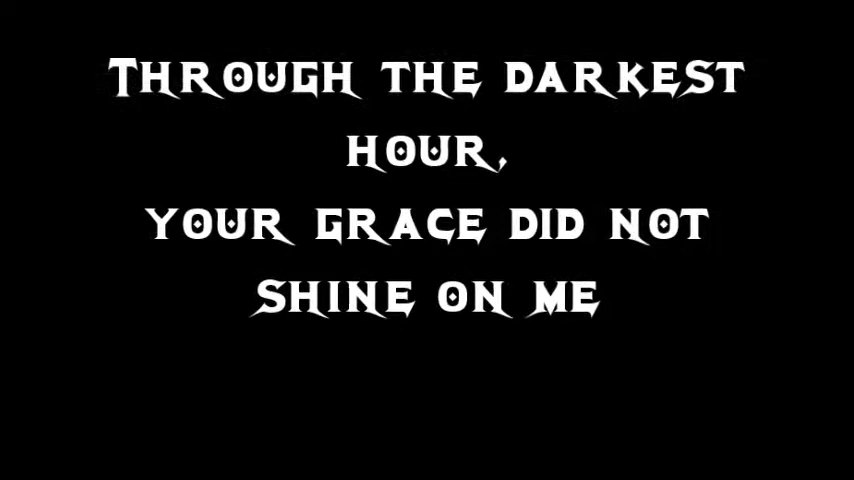 Through the darkest
hour,
your grace did not
shine on me